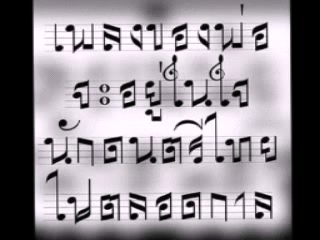 เพลงของพ่อ
จะอยู่ในใจ
นักดนตรีไทย
ไปตลอดกาล